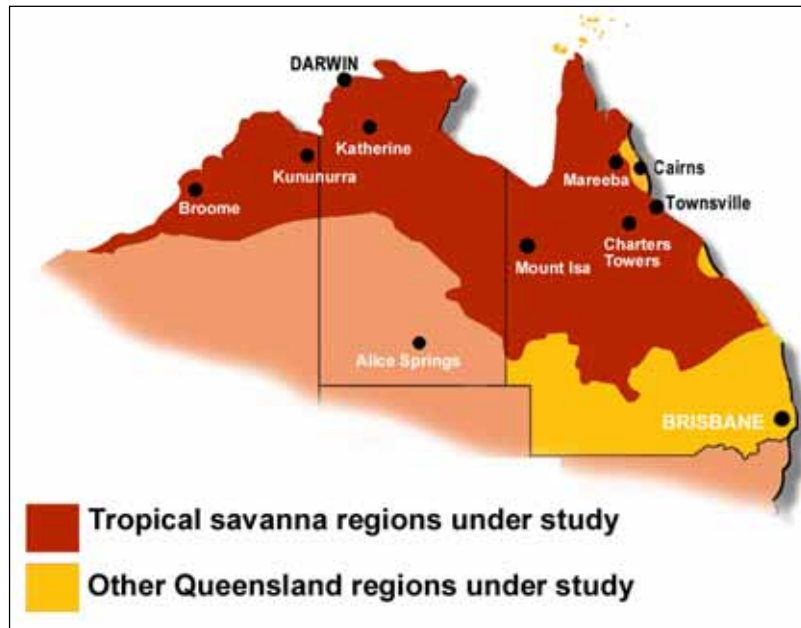 DARWIN
Katherine
Kununurra
Broome
Mareeba
Cairns
Townsville
Charters
Towers
Mount Isa
Alice Springs
BRISBANE
Tropical savanna regions under study
Other Queensland regions under study